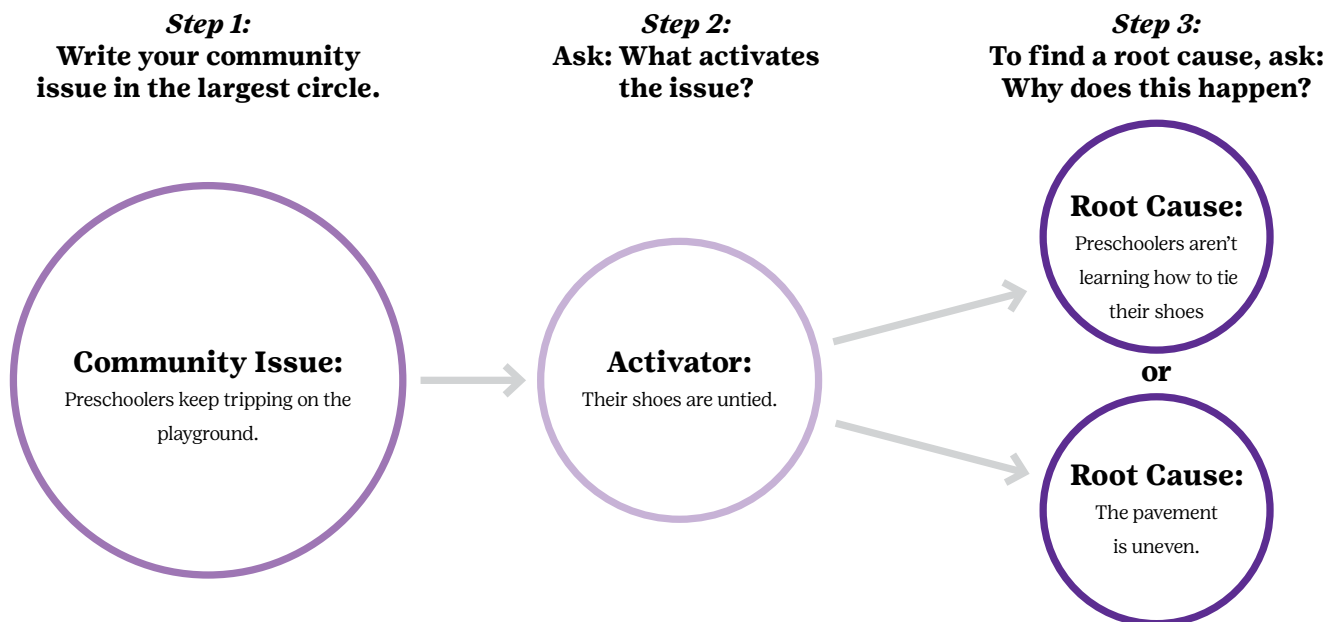 Step 1:
Write your community
issue in the largest circle.
Step 2:
Ask: What activates
the issue?
Step 3:
To find a root cause, ask:
Why does this happen?
Community Issue:
Preschoolers keep tripping on the
playground.
Activator:
Their shoes are untied.
Root Cause:
Preschoolers aren’t
learning how to tie
their shoes
or
Root Cause:
The pavement
is uneven.